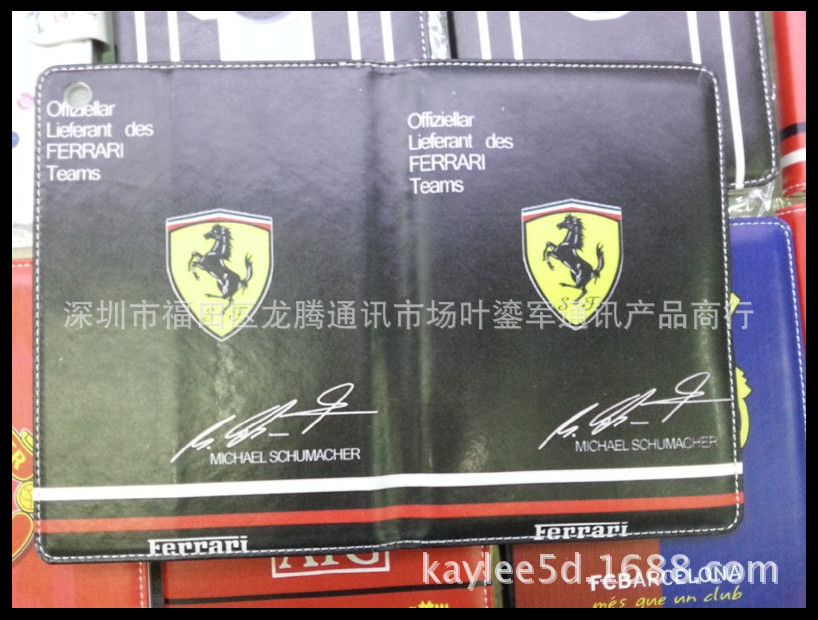 Offiziellar
Lieferant des
FERRARI
Teams
Offiziellar
Lieferant des
FERRARI
Teams
S F
深圳市福田区龙腾通讯市场叶鎏军通讯产品商行
MICHAEL SCHUMACHER
MICHAEL SCHUMACHER
Ferrari
Ferrari
kaylee5d.1688.com
FCBARCELONA
més que un club